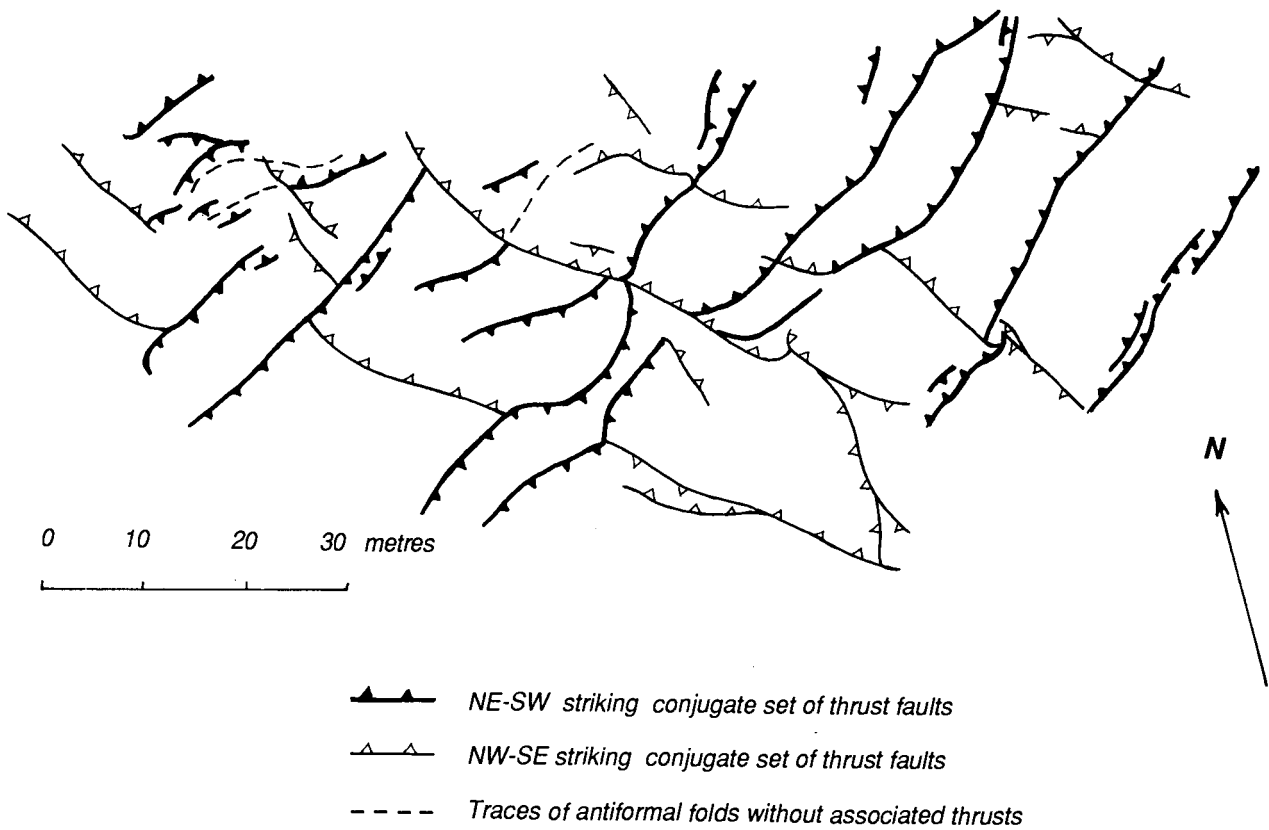 N
0 10 20 30 metres
NE-SW striking conjugate set of thrust faults
NW-SE striking conjugate set of thrust faults
Traces of antiformal folds without associated thrusts